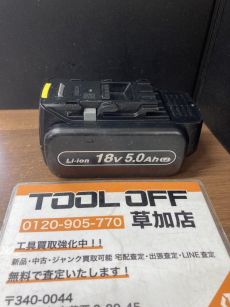 Li-ion 18v 5.0Ah
TOOL OFF
0120-905-770 草加店
工具買取強化中！！
新品・中古・ジャンク買取可能 宅配査定・出張査定・LINE査定
無料で査定いたします！
〒340-0044